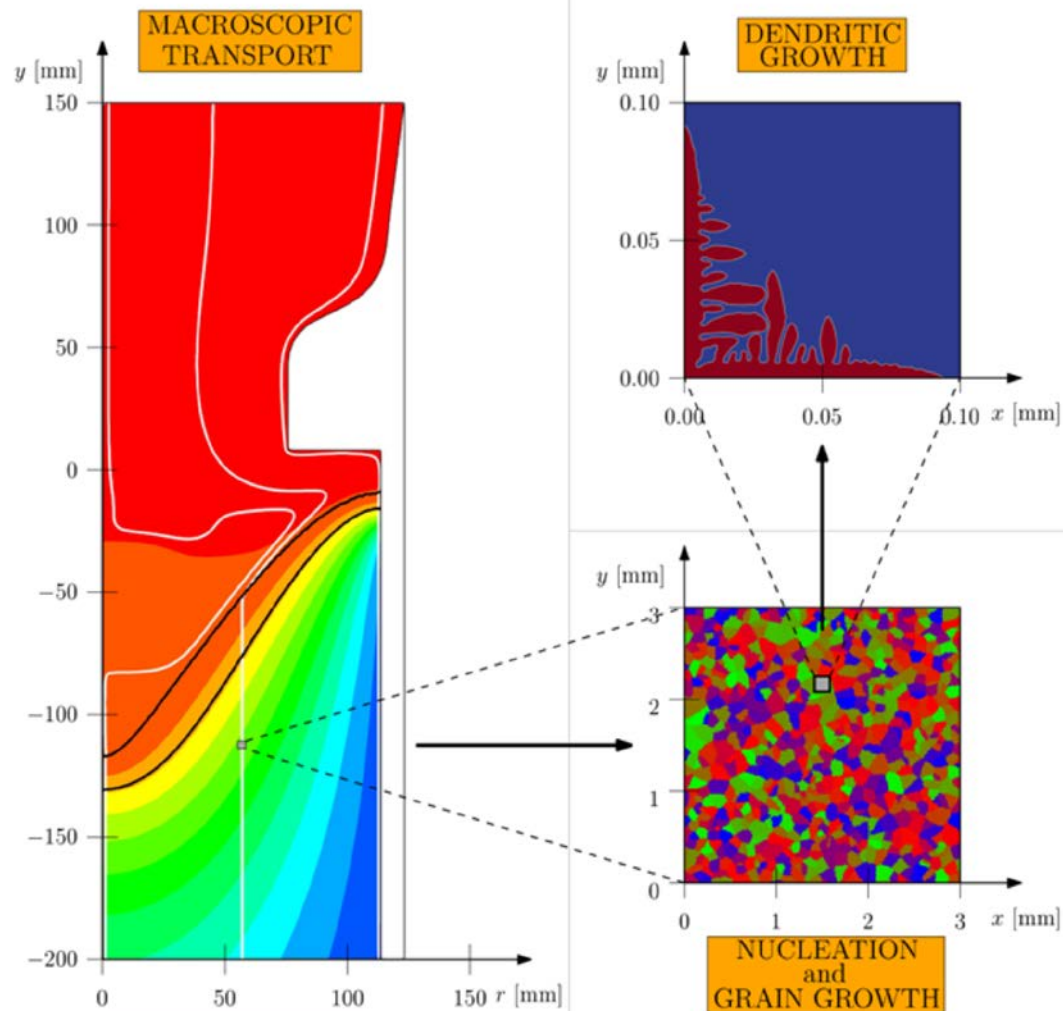 MACROSCOPIC
TRANSPORT
y [mm]
150
100
50
0
−50
−100
−150
−200
0
50
100
150
r [mm]
DENDRITIC
GROWTH
y [mm]
0.10
0.05
0.00
0.00
0.05
0.10
x [mm]
y [mm]
3
2
1
0
0
1
2
3
x [mm]
NUCLEATION
and
GRAIN GROWTH